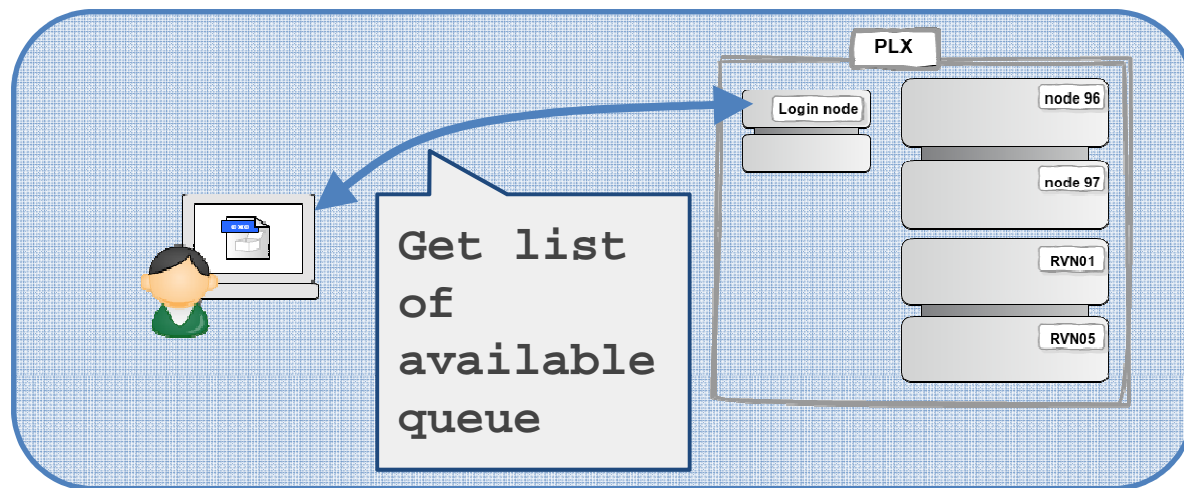 PLX
Login node
node 96
node 97
RVN01
RVN05
Get list
of
available
queue